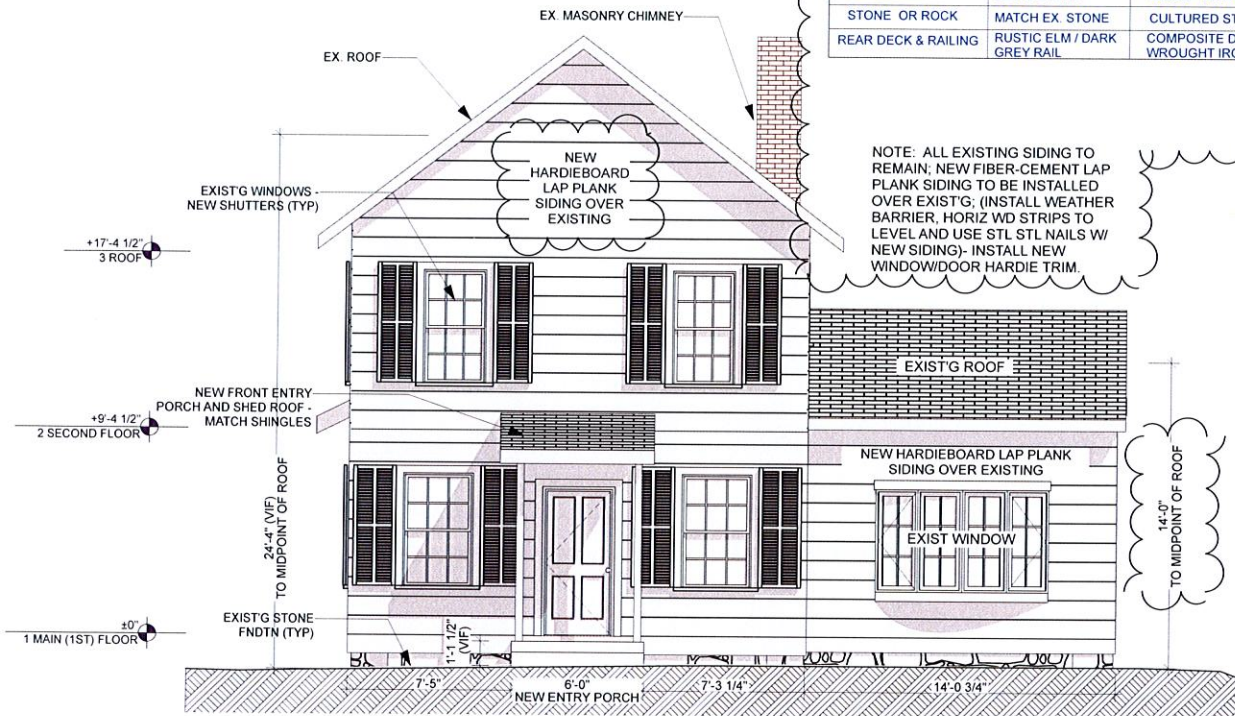 STONE OR ROCK
MATCH EX. STONE
CULTURED ST
REAR DECK & RAILING
RUSTIC ELM / DARK
GREY RAIL
COMPOSITE D
WROUGHT IRO
EX. MASONRY CHIMNEY
EX. ROOF
NEW
HARDIEBOARD
LAP PLANK
SIDING OVER
EXISTING
NOTE: ALL EXISTING SIDING TO
REMAIN; NEW FIBER-CEMENT LAP
PLANK SIDING TO BE INSTALLED
OVER EXIST'G; (INSTALL WEATHER
BARRIER, HORIZ WD STRIPS TO
LEVEL AND USE STL STL NAILS W/
NEW SIDING)- INSTALL NEW
WINDOW/DOOR HARDIE TRIM.
EXIST'G WINDOWS -
NEW SHUTTERS (TYP)
+17'-4 1/2"
3 ROOF
EXIST'G ROOF
NEW FRONT ENTRY
PORCH AND SHED ROOF -
MATCH SHINGLES
+9'-4 1/2"
2 SECOND FLOOR
NEW HARDIEBOARD LAP PLANK
SIDING OVER EXISTING
24'-4" (VIF)
TO MIDPOINT OF ROOF
14'-0"
TO MIDPOINT OF ROOF
EXIST WINDOW
±0"
1 MAIN (1ST) FLOOR
EXIST'G STONE
FNDTN (TYP)
1'-1 1/2"
(VIF)
7'-5"
6'-0"
NEW ENTRY PORCH
7'-3 1/4"
14'-0 3/4"